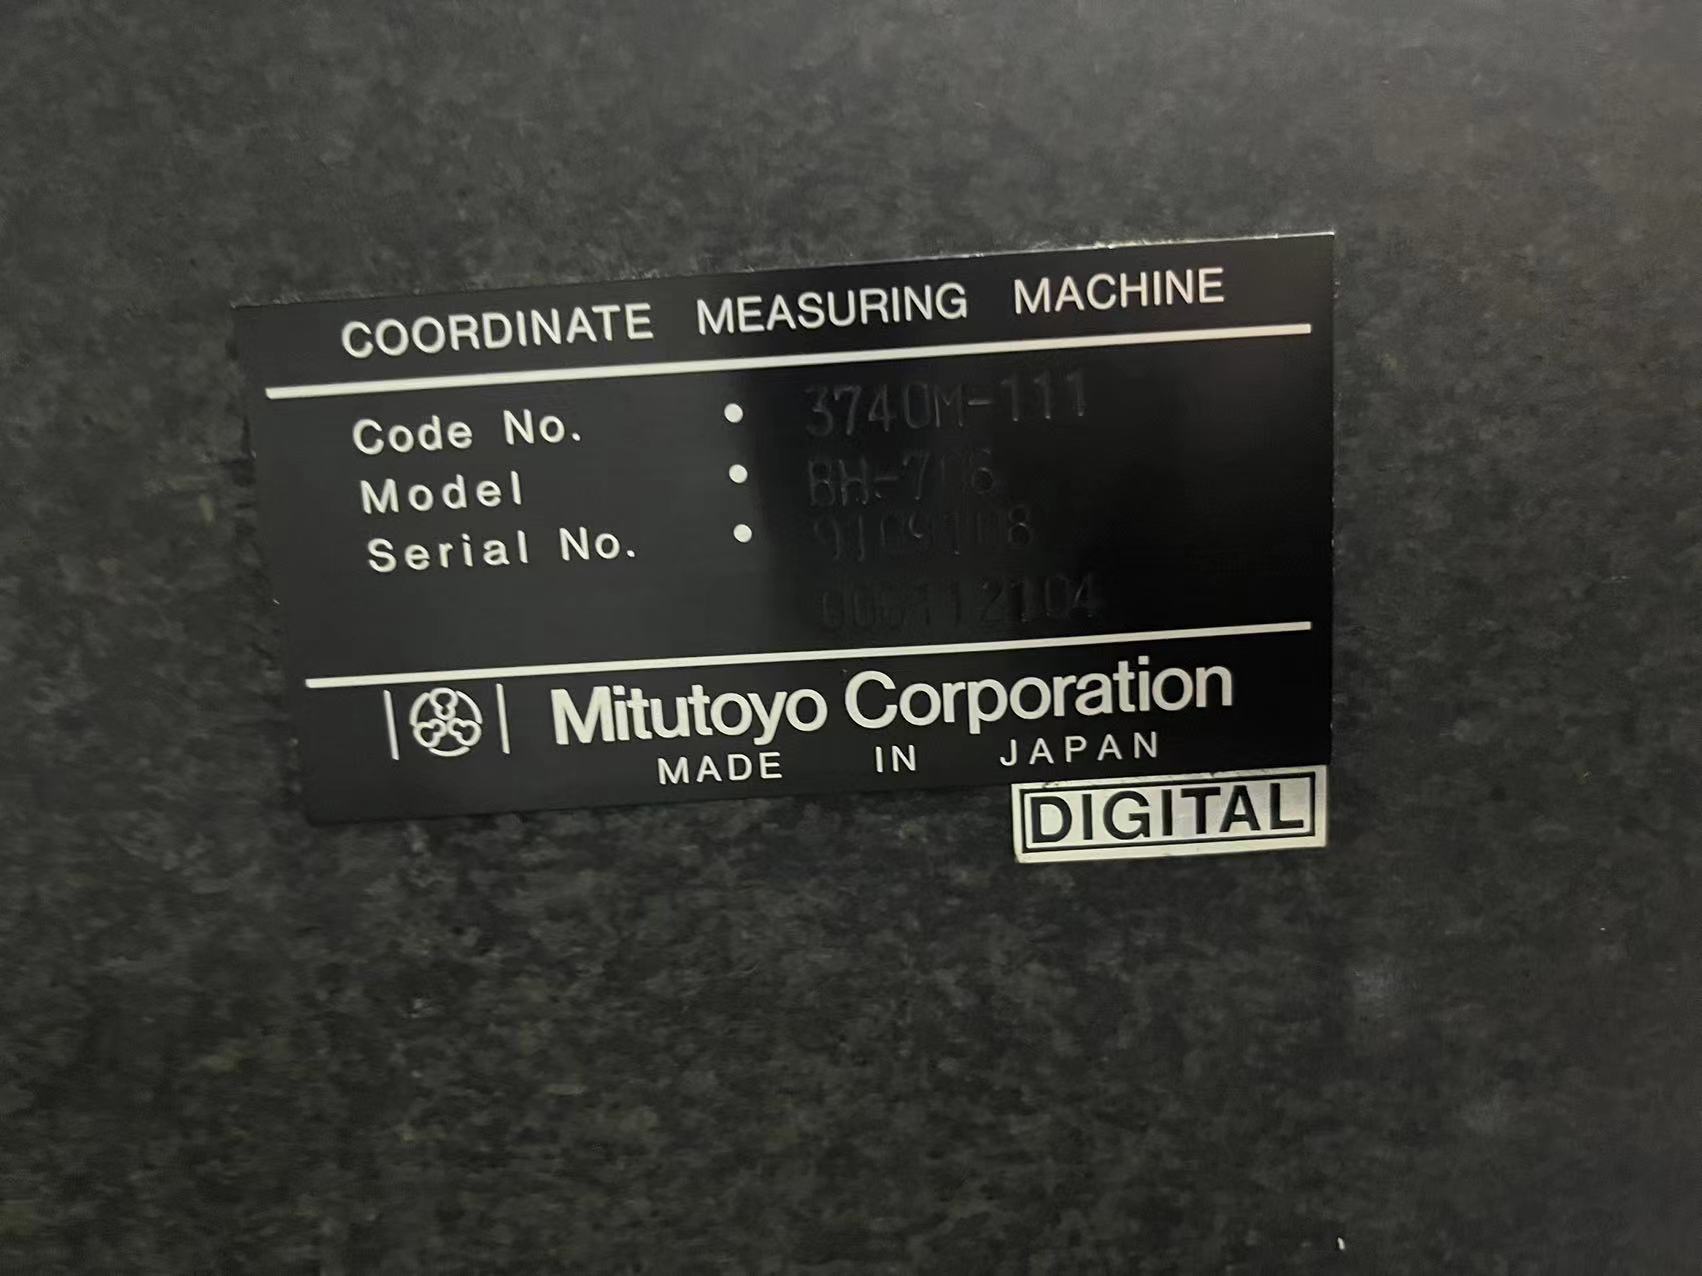 COORDINATE MEASURING MACHINE
Code No. • 3740M-111
Model •
Serial No. •
Mitutoyo Corporation
MADE IN JAPAN
DIGITAL